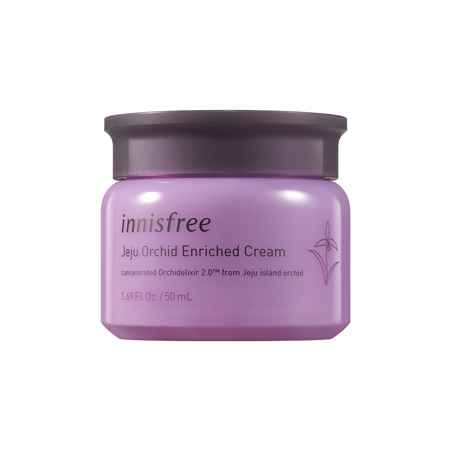 innisfree
Jeju Orchid Enriched Cream
concentrated Orchidelixir 2.0™ from Jeju island orchid
1.69 Fl. Oz. / 50 mL